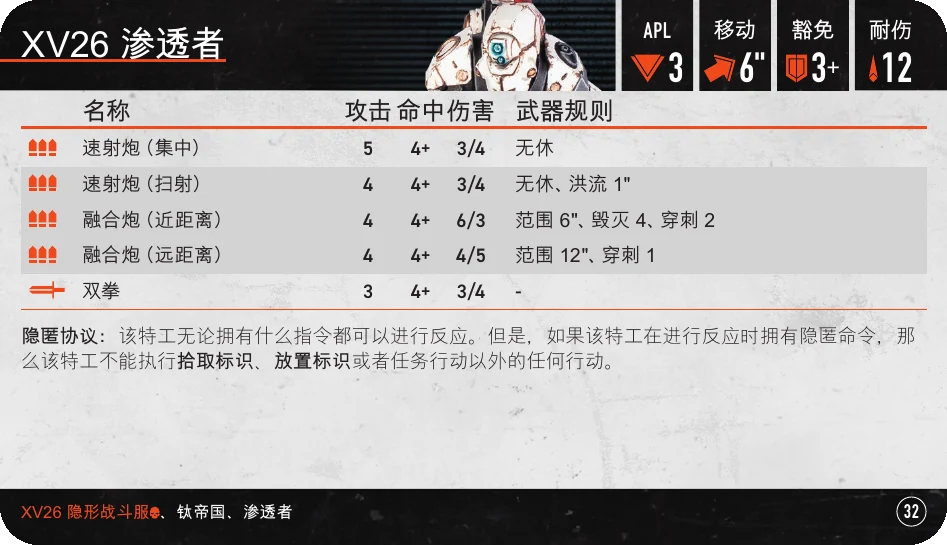 XV26 渗透者
APL 移动 豁免 耐伤
3 6" 3+ 12
名称 攻击 命中 伤害 武器规则
速射炮（集中） 5 4+ 3/4 无休
速射炮（扫射） 4 4+ 3/4 无休、洪流 1"
融合炮（近距离） 4 4+ 6/3 范围 6"、毁灭 4、穿刺 2
融合炮（远距离） 4 4+ 4/5 范围 12"、穿刺 1
双拳 3 4+ 3/4 -
隐匿协议：该特工无论拥有什么指令都可以进行反应。但是，如果该特工在进行反应时拥有隐匿命令，那
么该特工不能执行拾取标识、放置标识或者任务行动以外的任何行动。
XV26 隐形战斗服、钛帝国、渗透者 32